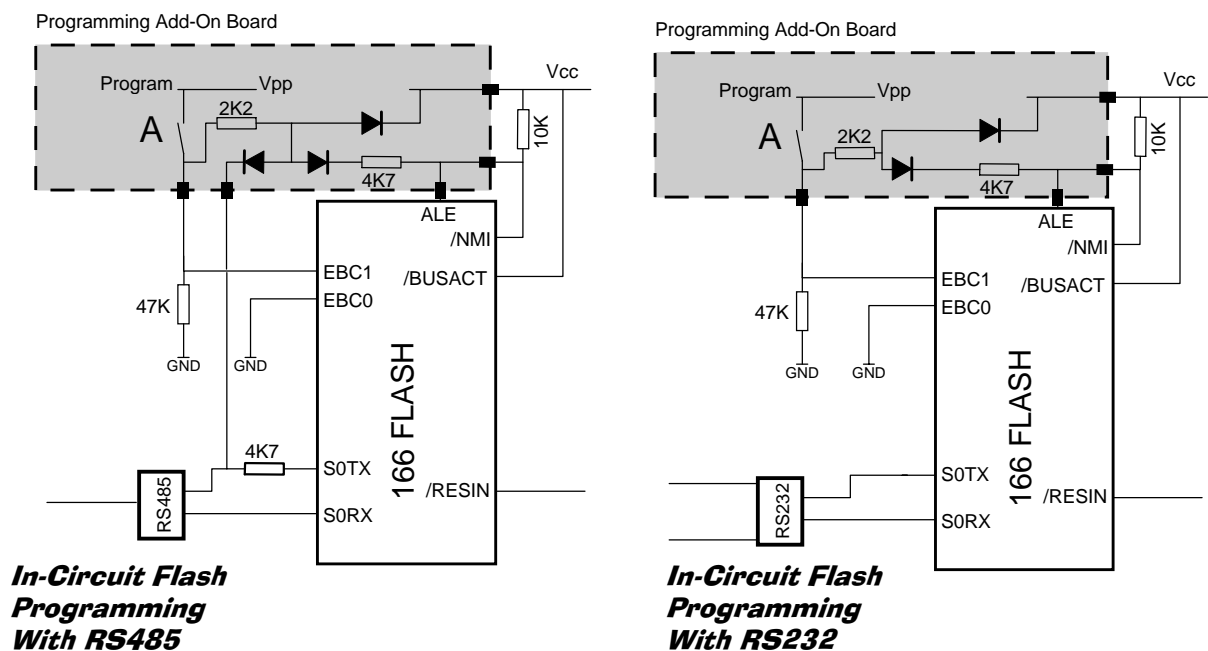 Programming Add-On Board
Program
Vpp
Vcc
A
2K2
10K
4K7
ALE
/NMI
EBC1
/BUSACT
EBC0
47K
GND
GND
166 FLASH
4K7
S0TX
/RESIN
RS485
S0RX
In-Circuit Flash
Programming
With RS485
Programming Add-On Board
Program
Vpp
Vcc
A
2K2
10K
4K7
ALE
/NMI
EBC1
/BUSACT
EBC0
47K
GND
GND
166 FLASH
S0TX
/RESIN
RS232
S0RX
In-Circuit Flash
Programming
With RS232